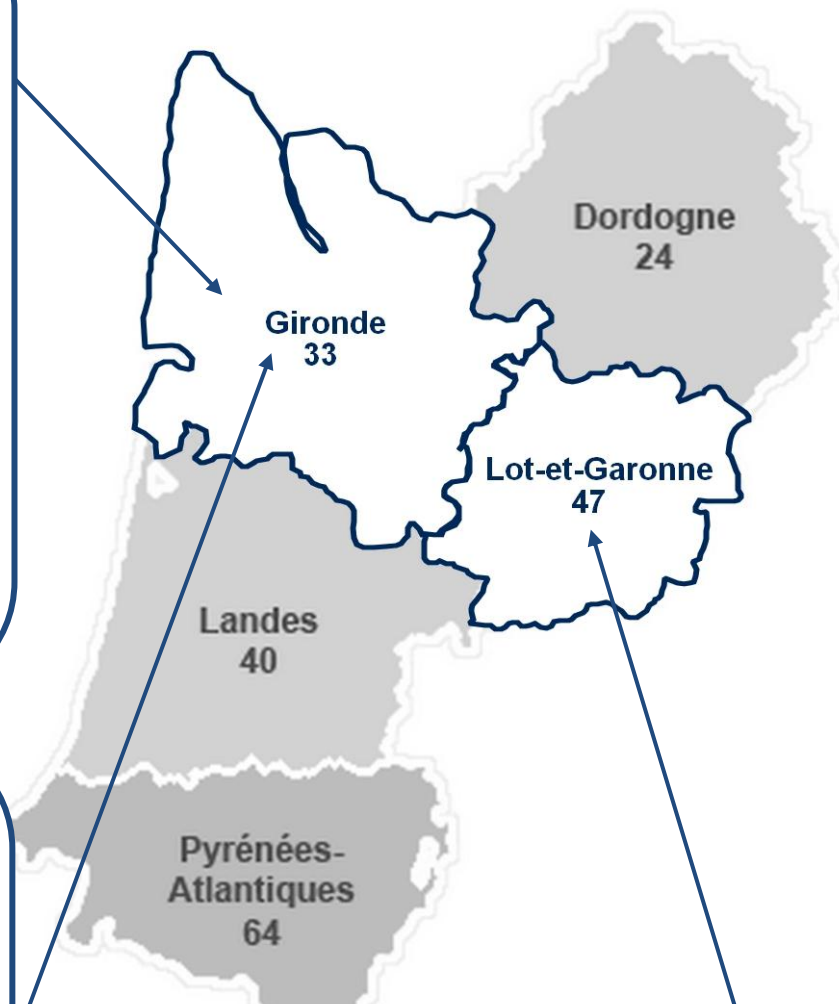 Dordogne
24
Gironde
33
Lot-et-Garonne
47
Landes
40
Pyrénées-
Atlantiques
64